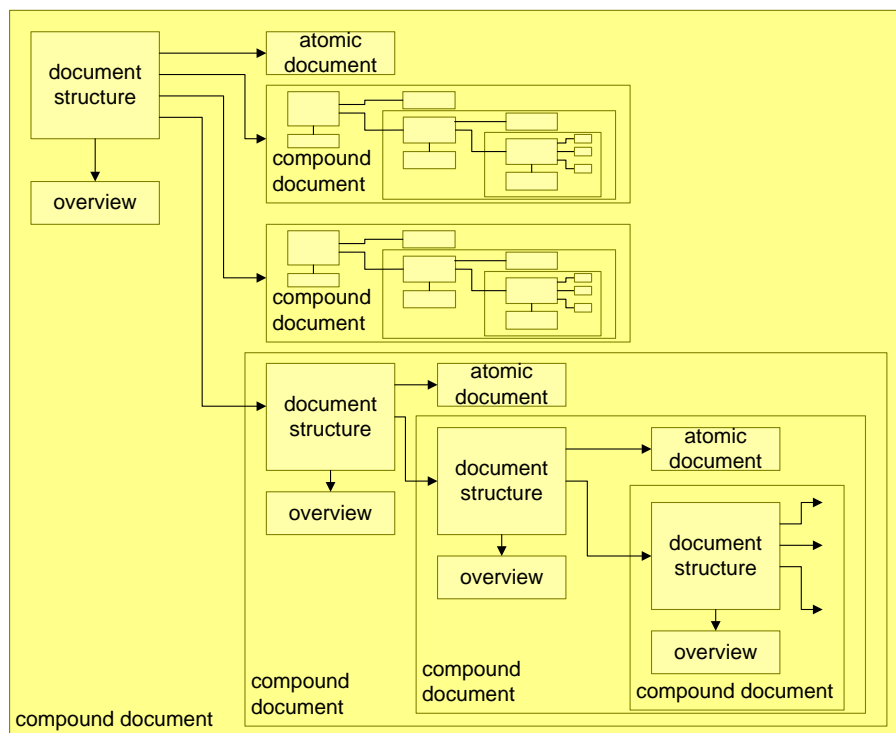 document
structure
overview
atomic
document
compound
document
compound
document
document
structure
overview
atomic
document
document
structure
overview
atomic
document
document
structure
overview
compound document
compound
document
compound
document
compound document